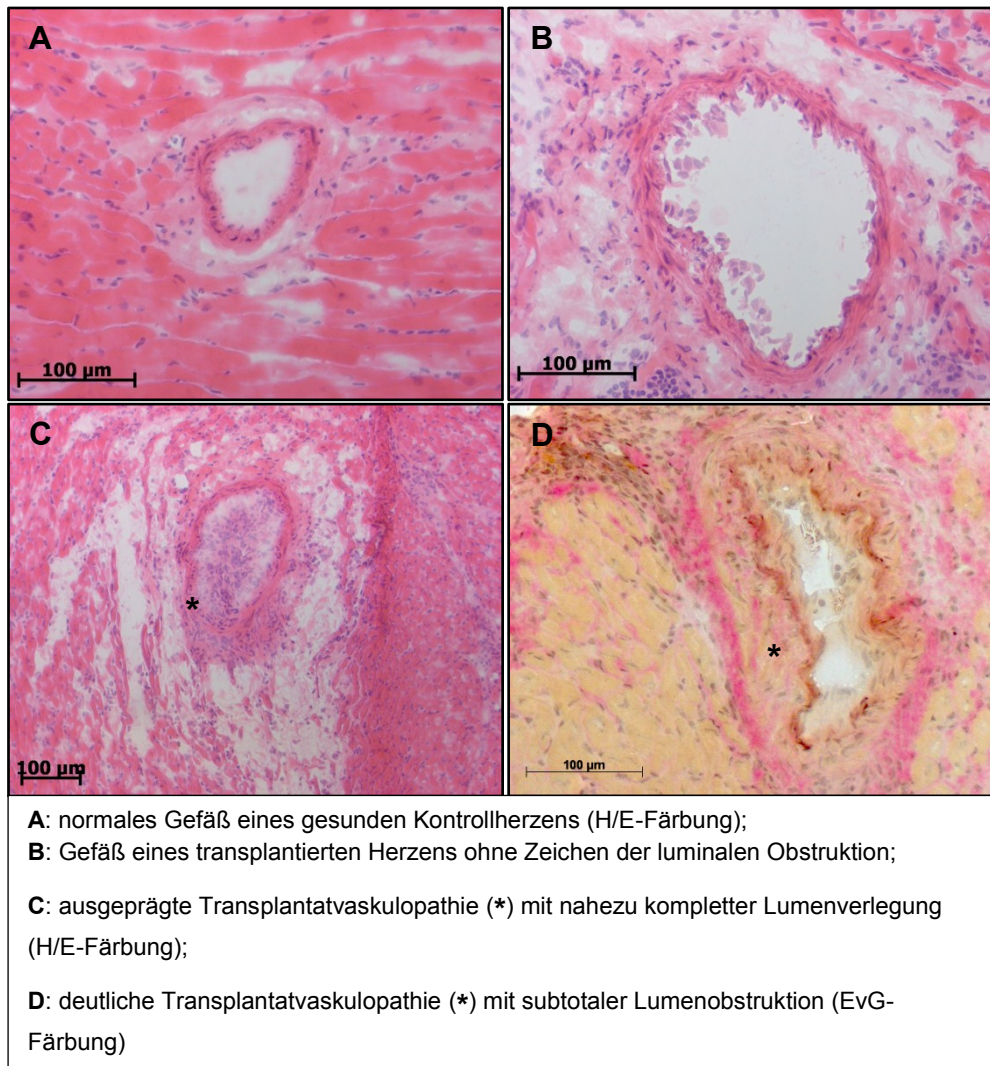 A
B
100 µm
100 µm
C
D
*
*
100 µm
100 µm
A: normales Gefäß eines gesunden Kontrollherzens (H/E-Färbung);
B: Gefäß eines transplantierten Herzens ohne Zeichen der luminalen Obstruktion;
C: ausgeprägte Transplantatvaskulopathie (*) mit nahezu kompletter Lumenverlegung
(H/E-Färbung);
D: deutliche Transplantatvaskulopathie (*) mit subtotaler Lumenobstruktion (EvG-
Färbung)